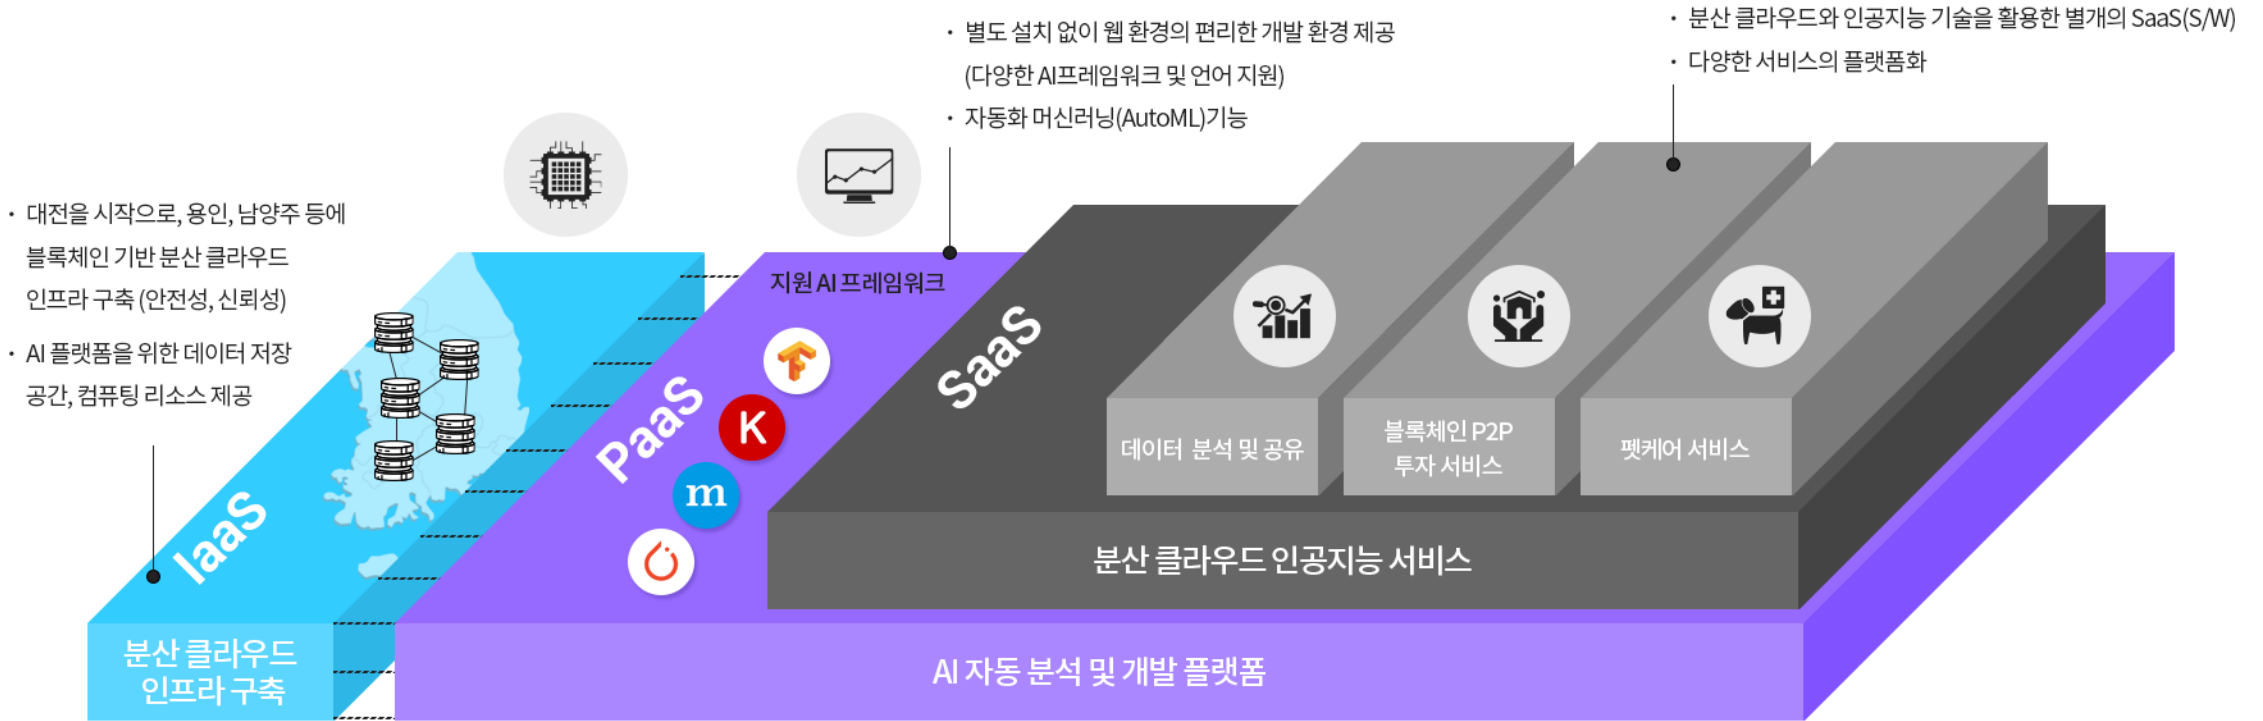 · 별도 설치 없이 웹 환경의 편리한 개발 환경 제공
(다양한 AI프레임워크 및 언어 지원)
· 자동화 머신러닝(AutoML)기능
· 분산 클라우드와 인공지능 기술을 활용한 별개의 SaaS(S/W)
· 다양한 서비스의 플랫폼화
· 대전을 시작으로, 용인, 남양주 등에
블록체인 기반 분산 클라우드
인프라 구축 (안전성, 신뢰성)
· AI 플랫폼을 위한 데이터 저장
공간, 컴퓨팅 리소스 제공
IaaS
분산 클라우드
인프라 구축
지원 AI 프레임워크
PaaS
K
m
AI 자동 분석 및 개발 플랫폼
SaaS
데이터 분석 및 공유
블록체인 P2P
투자 서비스
펫케어 서비스
분산 클라우드 인공지능 서비스